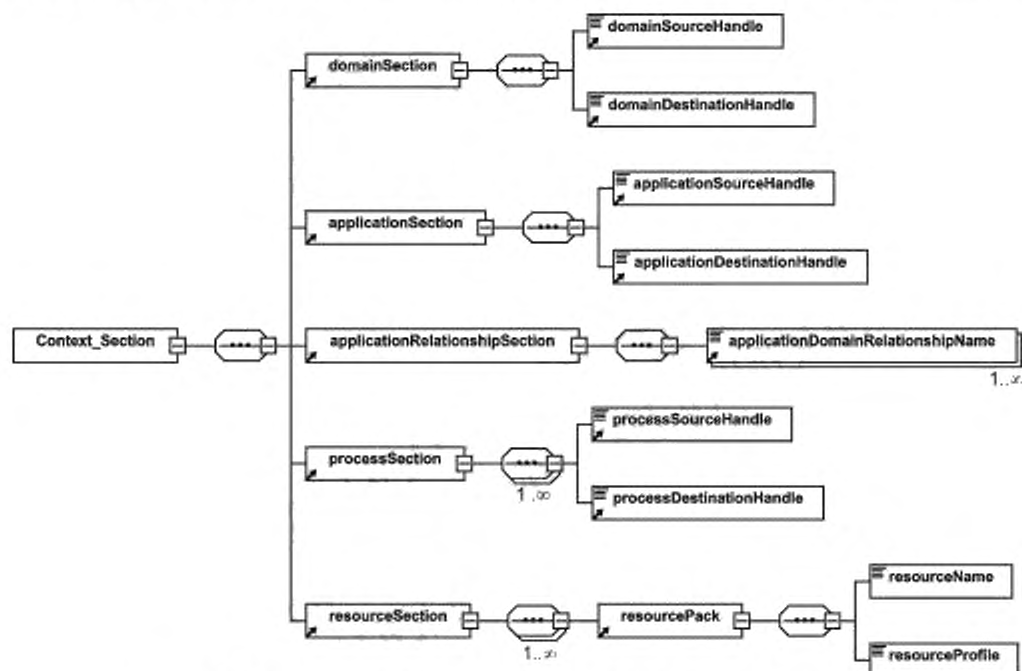 domainSourceHandle
domainSection
domainDestinationHandle
applicationSourceHandle
applicationSection
applicationDestinationHandle
Context_Section
applicationRelationshipSection
applicationDomainRelationshipName
1..∞
processSourceHandle
processSection
1..∞
processDestinationHandle
resourceName
resourceSection
resourcePack
1..∞
resourceProfile